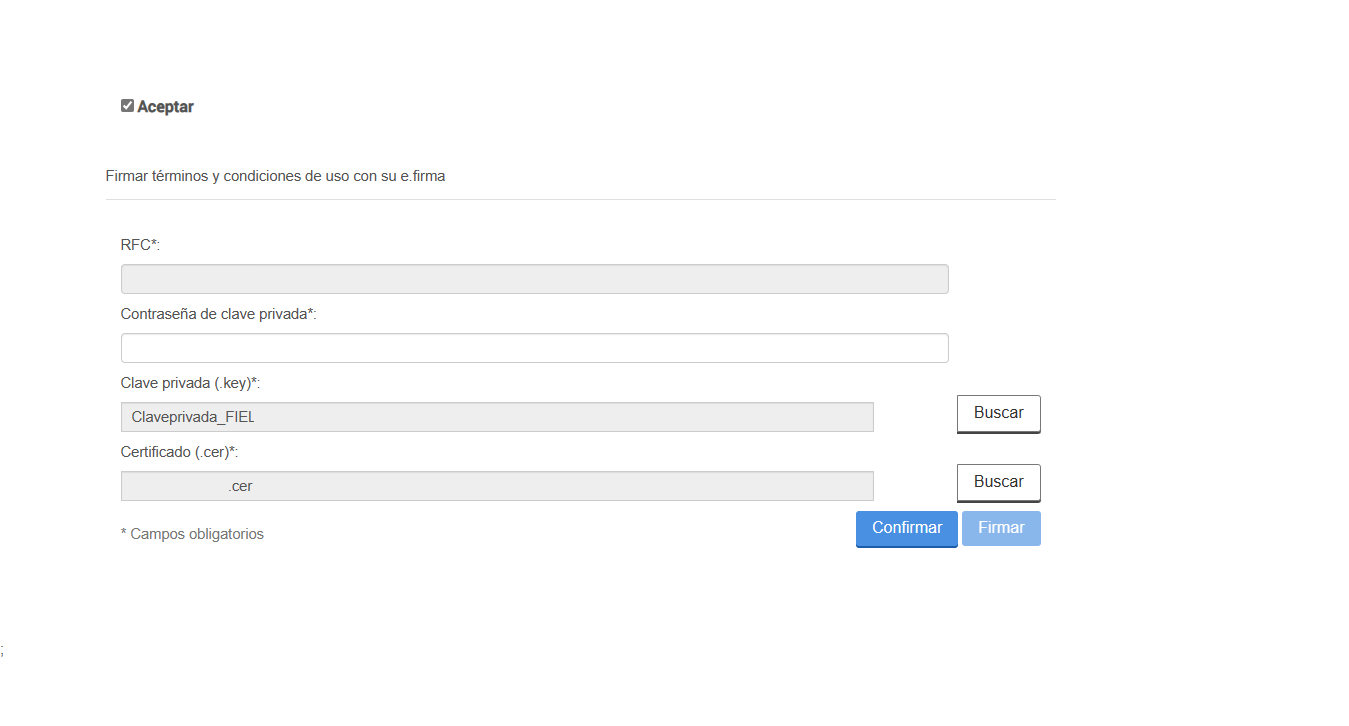 Aceptar
Firmar términos y condiciones de uso con su e.firma
RFC*:
Contraseña de clave privada*:
Clave privada (.key)*:
Claveprivada_FIEL
Buscar
Certificado (.cer)*:
.cer
Buscar
* Campos obligatorios
Confirmar
Firmar
;